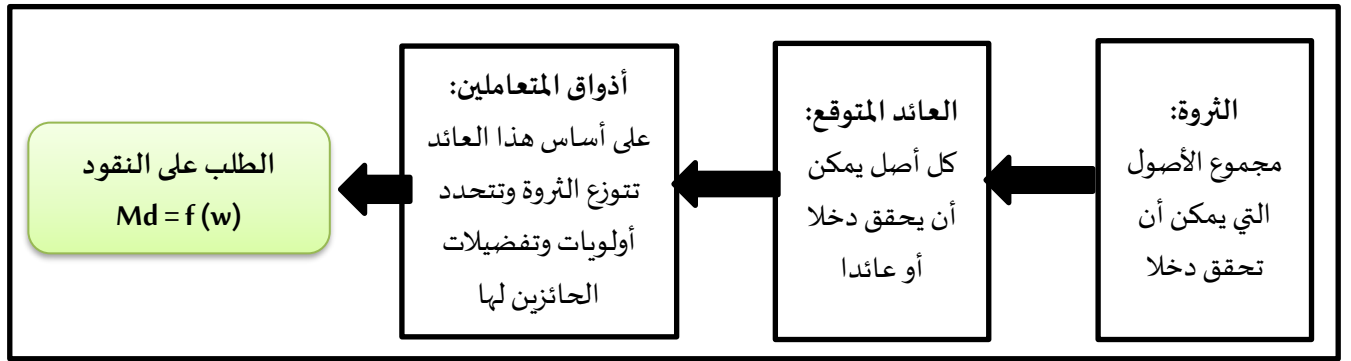 الثروة:
مجموع الأصول
التي يمكن أن
تحقق دخلا
العائد المتوقع:
كل أصل يمكن
أن يحقق دخلا
أو عائدا
أذواق المتعاملين:
على أساس هذا العائد
تتوزع الثروة وتتحدد
أولويات وتفضيلات
الحائزين لها
الطلب على النقود
Md = f (w)